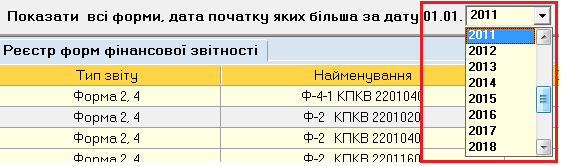 Показати всі форми, дата початку яких більша за дату 01.01. 2011
Реєстр форм фінансової звітності
2011
2012
2013
2014
2015
2016
2017
2018
Тип звіту Найменування
Форма 2, 4 Ф-4-1 КПКВ 2201040
Форма 2, 4 Ф-2 КПКВ 2201020
Форма 2, 4 Ф-2 КПКВ 2201040
Форма 2, 4 Ф-2 КПКВ 2201160